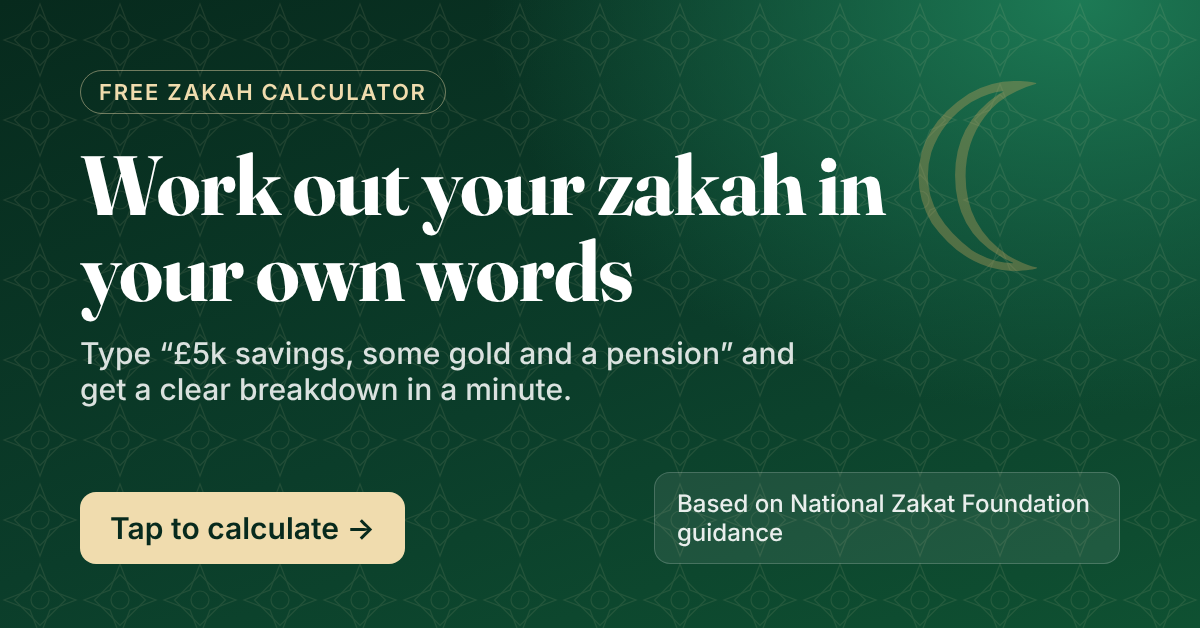 FREE ZAKAH CALCULATOR
Work out your zakah in
your own words
Type “£5k savings, some gold and a pension” and
get a clear breakdown in a minute.
Tap to calculate →
Based on National Zakat Foundation
guidance